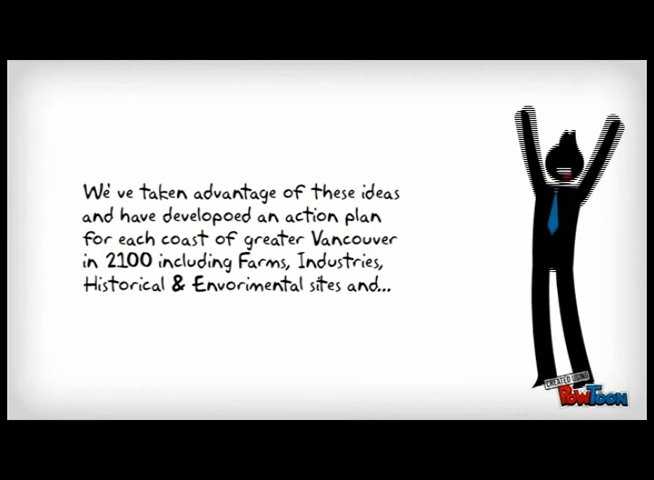 We've taken advantage of these ideas
and have developoed an action plan
for each coast of greater Vancouver
in 2100 including Farms, Industries,
Historical & Envorimental sites and...
CREATED USING
POWTOON